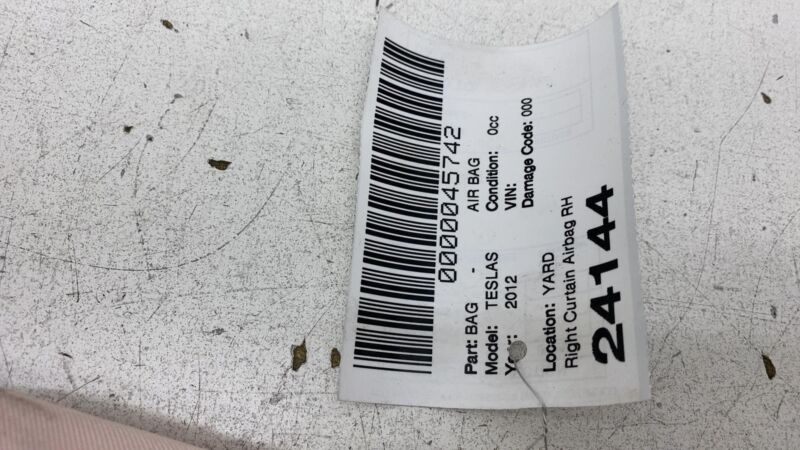 0000045742
Part: BAG - AIR BAG
Model: TESLAS Condition: 0cc
Year: 2012 VIN:
Damage Code: 000
Location: YARD
Right Curtain Airbag RH
24144